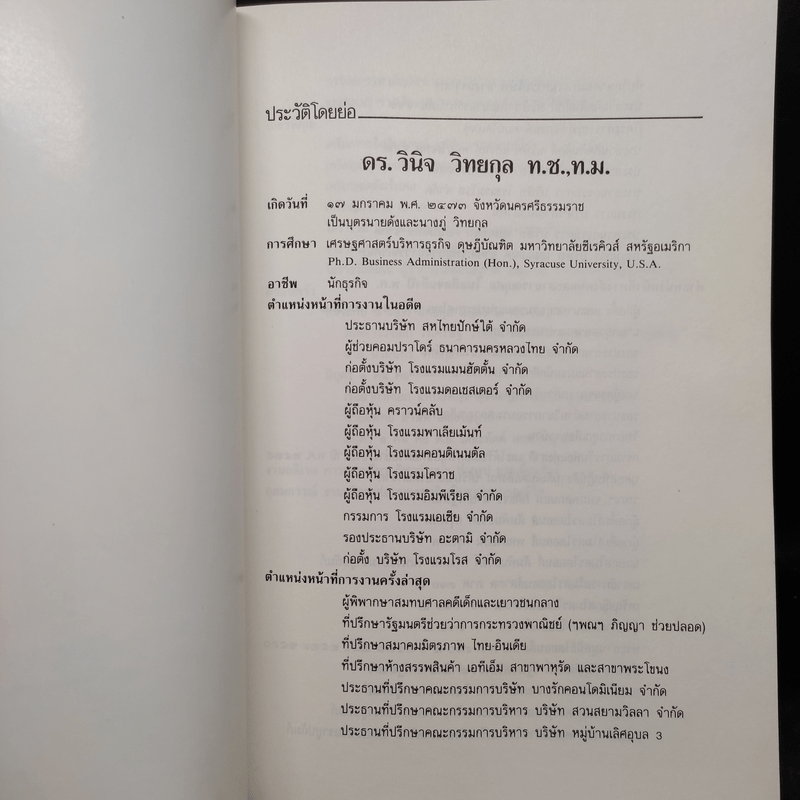 ประวัติโดยย่อ
ดร. วินิจ วิทยกุล ท.ช.,ท.ม.
เกิดวันที่ ๑๗ มกราคม พ.ศ. ๒๔๗๓ จังหวัดนครศรีธรรมราช
เป็นบุตรนายดังและนางภู่ วิทยกุล
การศึกษา เศรษฐศาสตร์บริหารธุรกิจ ดุษฎีบัณฑิต มหาวิทยาลัยซีเรคิวส์ สหรัฐอเมริกา
Ph.D. Business Administration (Hon.), Syracuse University, U.S.A.
อาชีพ นักธุรกิจ
ตำแหน่งหน้าที่การงานในอดีต
ประธานบริษัท สหไทยปักษ์ใต้ จำกัด
ผู้ช่วยคอมปราโดร์ ธนาคารนครหลวงไทย จำกัด
ก่อตั้งบริษัท โรงแรมแมนฮัตตั้น จำกัด
ก่อตั้งบริษัท โรงแรมดอเชสเตอร์ จำกัด
ผู้ถือหุ้น คราวน์คลับ
ผู้ถือหุ้น โรงแรมพาเลียเม้นท์
ผู้ถือหุ้น โรงแรมคอนติเนนตัล
ผู้ถือหุ้น โรงแรมโคราช
ผู้ถือหุ้น โรงแรมอิมพีเรียล จำกัด
กรรมการ โรงแรมเอเชีย จำกัด
รองประธานบริษัท อะตามิ จำกัด
ก่อตั้ง บริษัท โรงแรมโรส จำกัด
ตำแหน่งหน้าที่การงานครั้งล่าสุด
ผู้พิพากษาสมทบศาลคดีเด็กและเยาวชนกลาง
ที่ปรึกษารัฐมนตรีช่วยว่าการกระทรวงพาณิชย์ (ฯพณฯ ภิญญา ช่วยปลอด)
ที่ปรึกษาสมาคมมิตรภาพ ไทย-อินเดีย
ที่ปรึกษาห้างสรรพสินค้า เอทีเอ็ม สาขาพาหุรัด และสาขาพระโขนง
ประธานที่ปรึกษาคณะกรรมการบริษัท บางรักคอนโดมิเนียม จำกัด
ประธานที่ปรึกษาคณะกรรมการบริหาร บริษัท สวนสยามวิลลา จำกัด
ประธานที่ปรึกษาคณะกรรมการบริหาร บริษัท หมู่บ้านเลิศอุบล 3